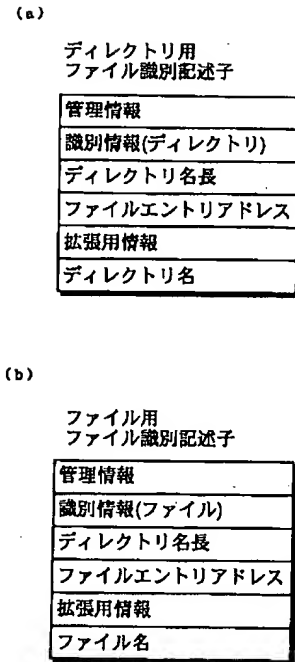 (a)
ディレクトリ用
ファイル識別記述子
管理情報
識別情報(ディレクトリ)
ディレクトリ名長
ファイルエントリアドレス
拡張用情報
ディレクトリ名
(b)
ファイル用
ファイル識別記述子
管理情報
識別情報(ファイル)
ディレクトリ名長
ファイルエントリアドレス
拡張用情報
ファイル名